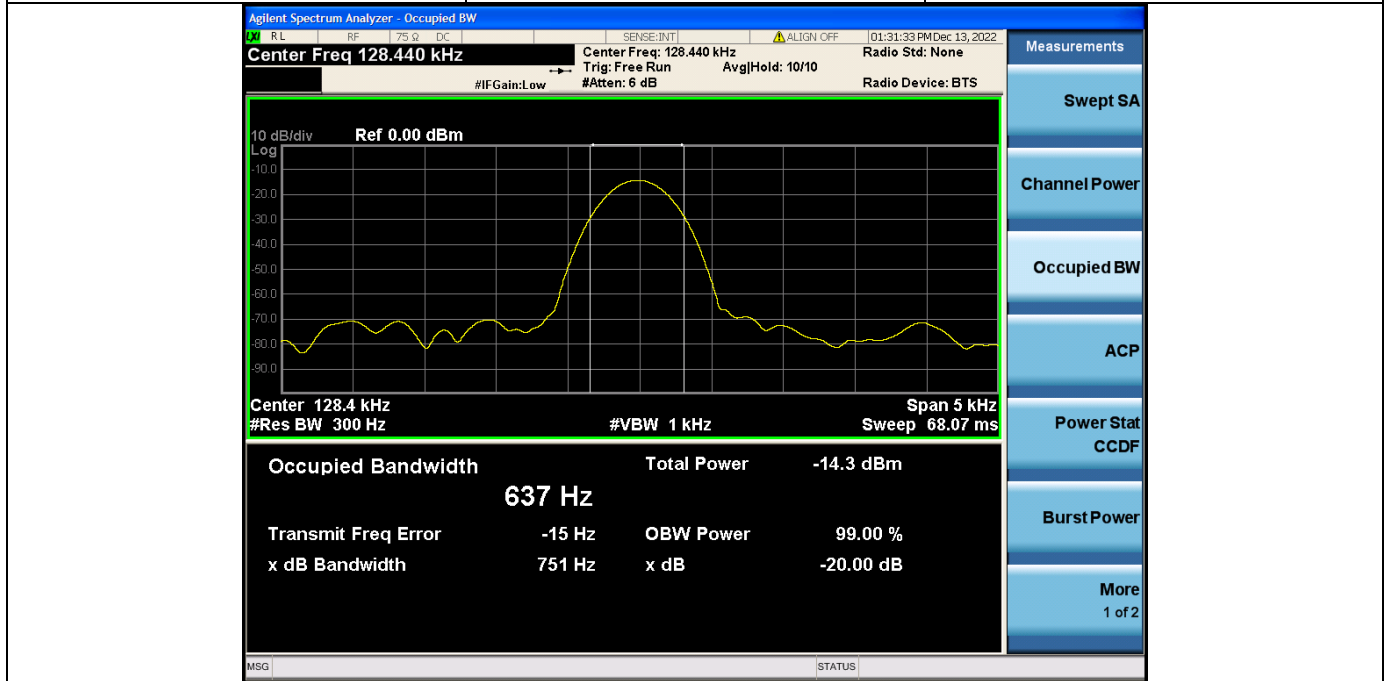 Agilent Spectrum Analyzer - Occupied BW
LXI RL RF 75 Ω DC SENSE:INT ALIGN OFF 01:31:33 PM Dec 13, 2022
Center Freq 128.440 kHz
Center Freq: 128.440 kHz
Radio Std: None
Trig: Free Run Avg|Hold: 10/10
#IFGain:Low
#Atten: 6 dB
Radio Device: BTS
10 dB/div Ref 0.00 dBm
Log
-10.0
-20.0
-30.0
-40.0
-50.0
-60.0
-70.0
-80.0
-90.0
Center 128.4 kHz Span 5 kHz
#Res BW 300 Hz #VBW 1 kHz Sweep 68.07 ms
Occupied Bandwidth Total Power -14.3 dBm
637 Hz
Transmit Freq Error -15 Hz OBW Power 99.00 %
x dB Bandwidth 751 Hz x dB -20.00 dB
MSG STATUS
Measurements
Swept SA
Channel Power
Occupied BW
ACP
Power Stat
CCDF
Burst Power
More
1 of 2